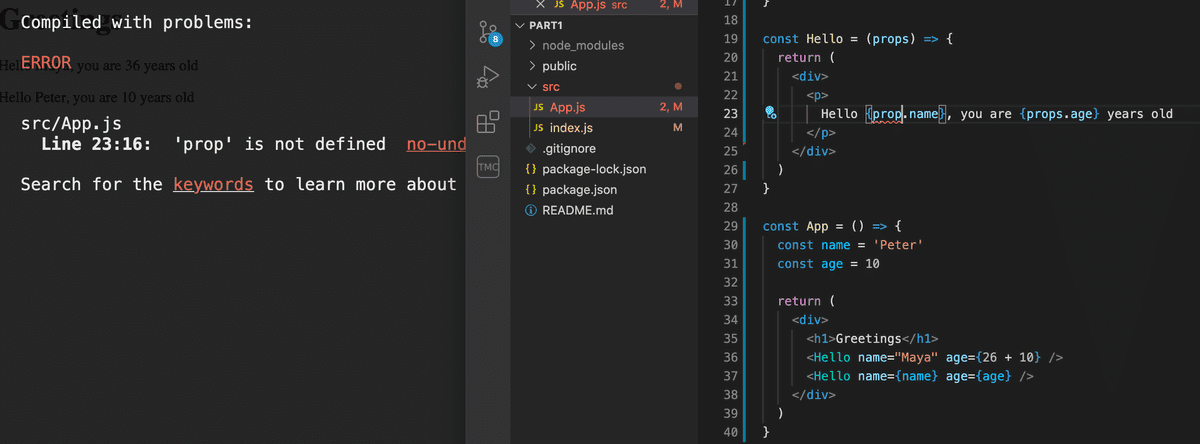 Greetings
Compiled with problems:
ERROR
Hello Maya, you are 36 years old
Hello Peter, you are 10 years old
src/App.js
Line 23:16: 'prop' is not defined no-und
Search for the keywords to learn more about
8
TMC
JS App.js src 2, M
PART1
node_modules
public
src
JS App.js 2, M
JS index.js M
.gitignore
{} package-lock.json
{} package.json
README.md
17 }
18
19 const Hello = (props) => {
20 return (
21 <div>
22 <p>
23 Hello {prop.name}, you are {props.age} years old
24 </p>
25 </div>
26 )
27 }
28
29 const App = () => {
30 const name = 'Peter'
31 const age = 10
32
33 return (
34 <div>
35 <h1>Greetings</h1>
36 <Hello name="Maya" age={26 + 10} />
37 <Hello name={name} age={age} />
38 </div>
39 )
40 }